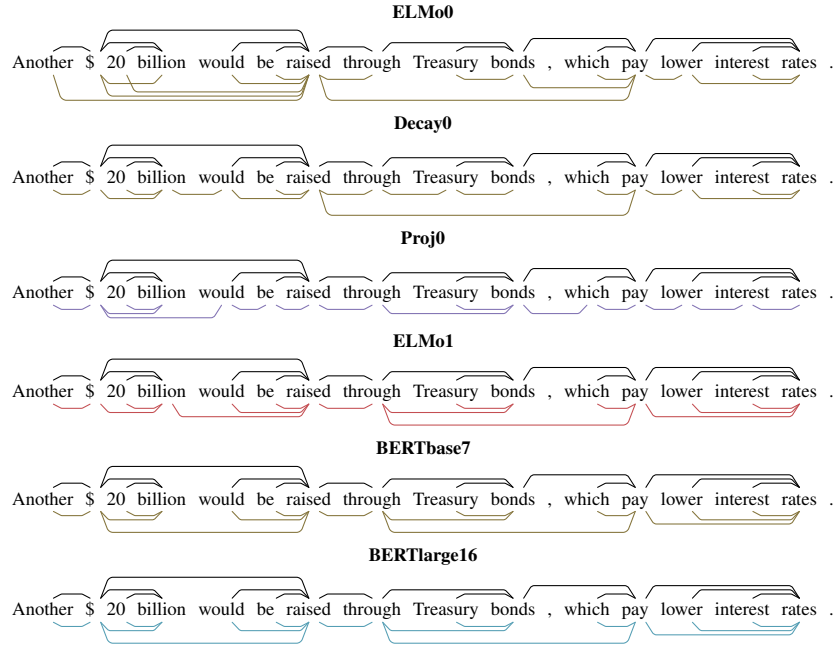 ELMo0
Another $ 20 billion would be raised through Treasury bonds , which pay lower interest rates .
Decay0
Another $ 20 billion would be raised through Treasury bonds , which pay lower interest rates .
Proj0
Another $ 20 billion would be raised through Treasury bonds , which pay lower interest rates .
ELMo1
Another $ 20 billion would be raised through Treasury bonds , which pay lower interest rates .
BERTbase7
Another $ 20 billion would be raised through Treasury bonds , which pay lower interest rates .
BERTlarge16
Another $ 20 billion would be raised through Treasury bonds , which pay lower interest rates .